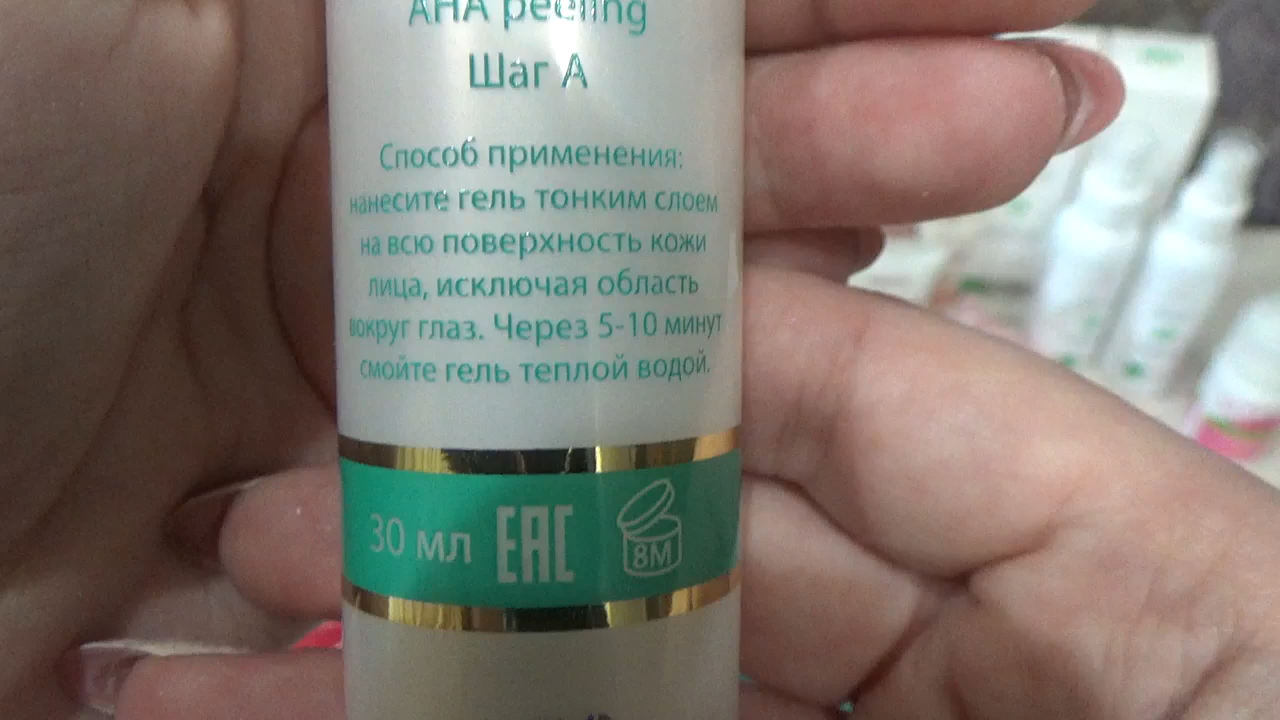 AHA peeling
Шаг А
Способ применения:
нанесите гель тонким слоем
на всю поверхность кожи
лица, исключая область
вокруг глаз. Через 5-10 минут
смойте гель теплой водой.
30 мл EAC 8M